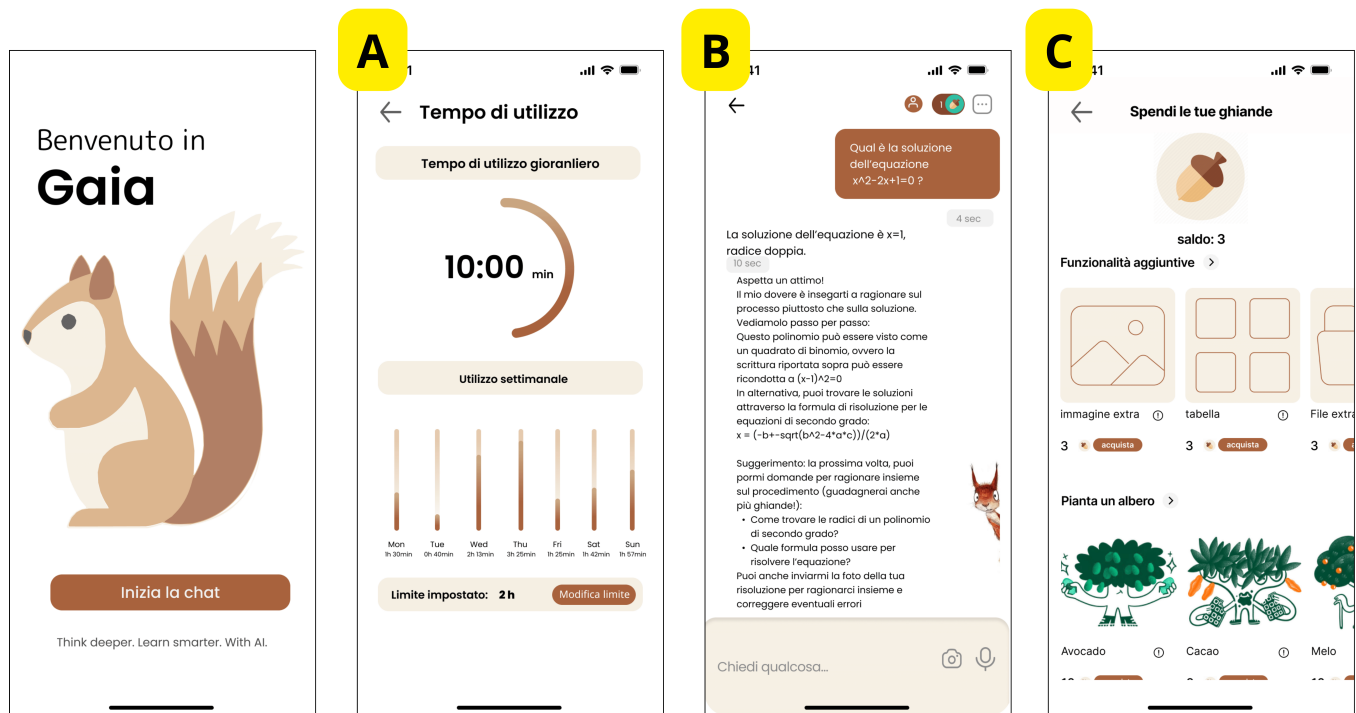 Benvenuto in
Gaia
Inizia la chat
Think deeper. Learn smarter. With AI.
A
1
Tempo di utilizzo
Tempo di utilizzo gioranliero
10:00 min
Utilizzo settimanale
Mon Tue Wed Thu Fri Sat Sun
1h 30min 0h 40min 2h 13min 3h 25min 1h 25min 1h 42min 1h 57min
Limite impostato: 2 h Modifica limite
B
41
1
Qual è la soluzione
dell'equazione
x^2-2x+1=0 ?
4 sec
La soluzione dell'equazione è x=1,
radice doppia.
10 sec
Aspetta un attimo!
Il mio dovere è insegarti a ragionare sul
processo piuttosto che sulla soluzione.
Vediamolo passo per passo:
Questo polinomio può essere visto come
un quadrato di binomio, ovvero la
scrittura riportata sopra può essere
ricondotta a (x-1)^2=0
In alternativa, puoi trovare le soluzioni
attraverso la formula di risoluzione per le
equazioni di secondo grado:
x = (-b+-sqrt(b^2-4*a*c))/(2*a)
Suggerimento: la prossima volta, puoi
pormi domande per ragionare insieme
sul procedimento (guadagnerai anche
più ghiande!):
• Come trovare le radici di un polinomio
di secondo grado?
• Quale formula posso usare per
risolvere l'equazione?
Puoi anche inviarmi la foto della tua
risoluzione per ragionarci insieme e
correggere eventuali errori
Chiedi qualcosa...
C
41
Spendi le tue ghiande
saldo: 3
Funzionalità aggiuntive
immagine extra tabella File extra
3 acquista 3 acquista 3
Pianta un albero
Avocado Cacao Melo